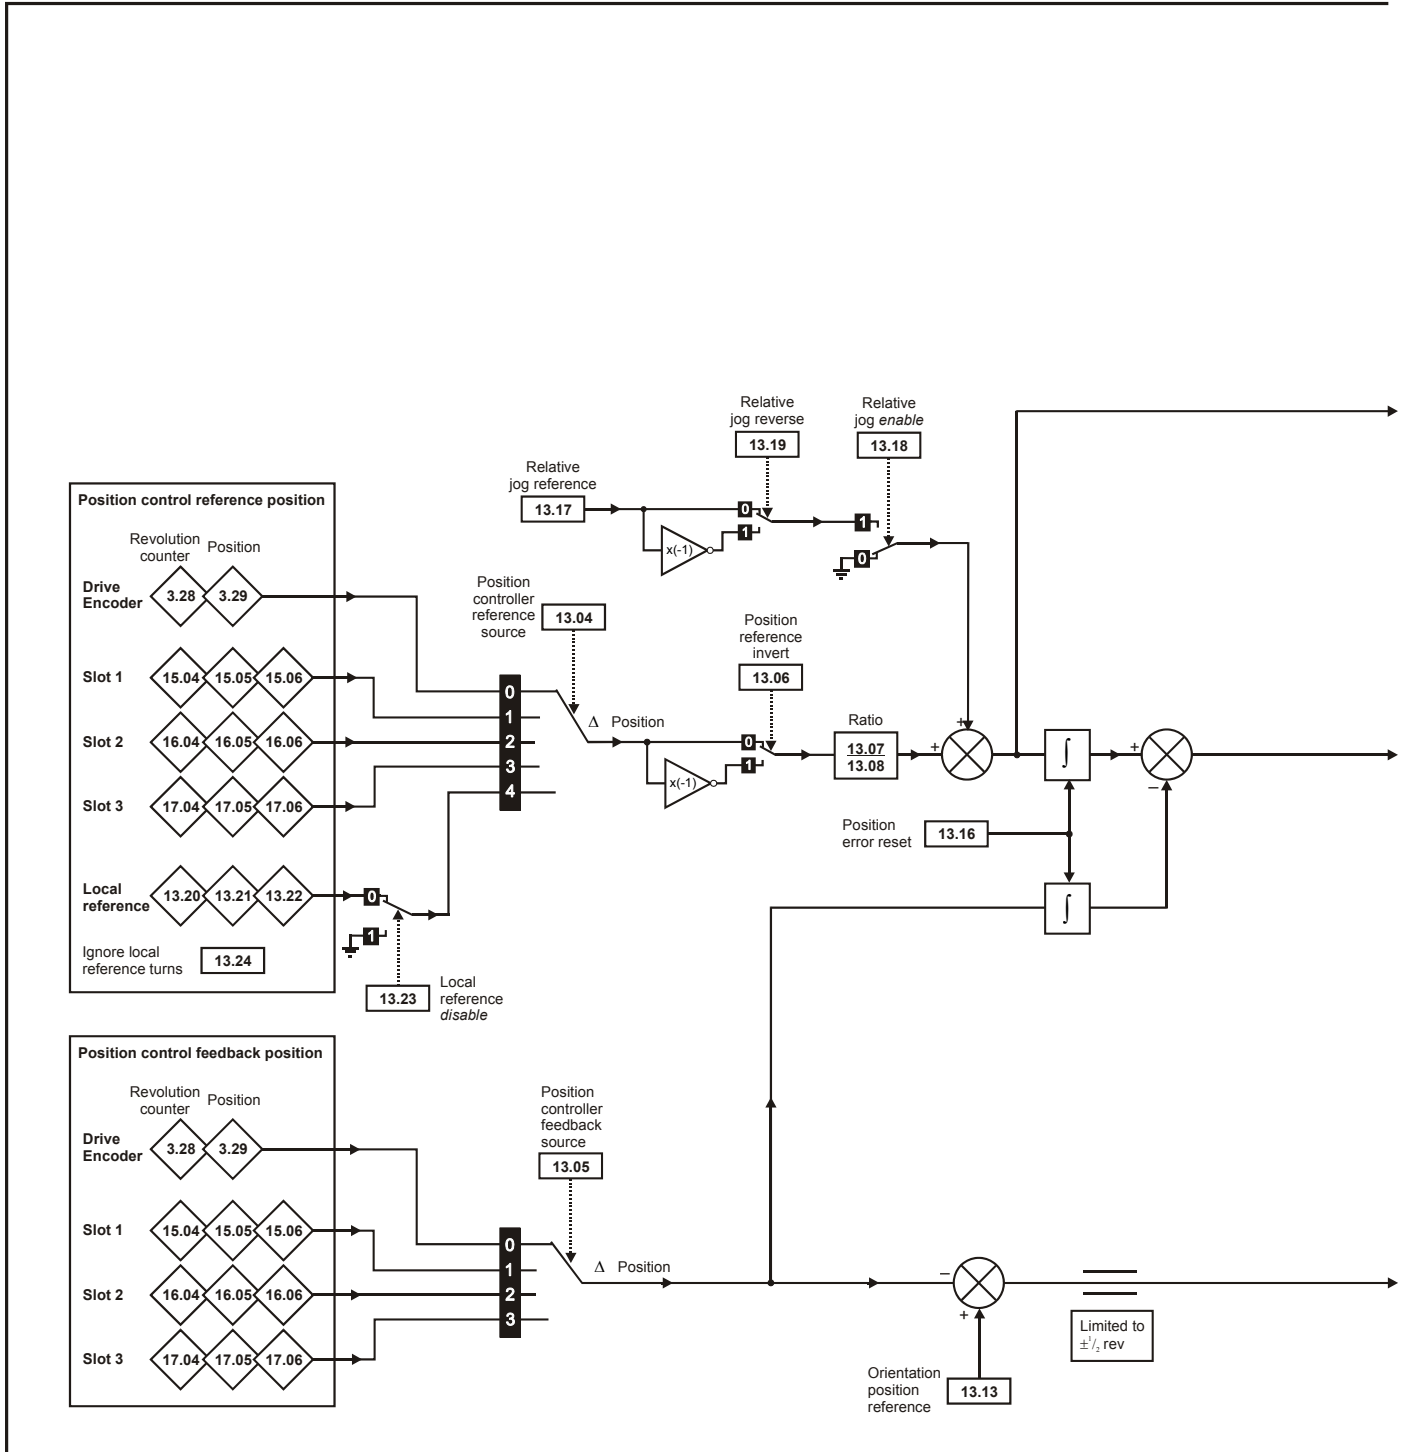 Relative
jog reverse
13.19
Relative
jog enable
13.18
Relative
jog reference
13.17
0
1
x(-1)
1
0
Position control reference position
Revolution
counter
Position
Drive
Encoder
3.28
3.29
Slot 1
15.04
15.05
15.06
Slot 2
16.04
16.05
16.06
Slot 3
17.04
17.05
17.06
Local
reference
13.20
13.21
13.22
Ignore local
reference turns
13.24
0
1
13.23
Local
reference
disable
Position
controller
reference
source
13.04
0
1
2
3
4
Δ Position
Position
reference
invert
13.06
0
1
x(-1)
Ratio
13.07
13.08
+
+
∫
+
−
Position
error reset
13.16
∫
Position control feedback position
Revolution
counter
Position
Drive
Encoder
3.28
3.29
Slot 1
15.04
15.05
15.06
Slot 2
16.04
16.05
16.06
Slot 3
17.04
17.05
17.06
Position
controller
feedback
source
13.05
0
1
2
3
Δ Position
−
+
Limited to
±1/2 rev
Orientation
position
reference
13.13